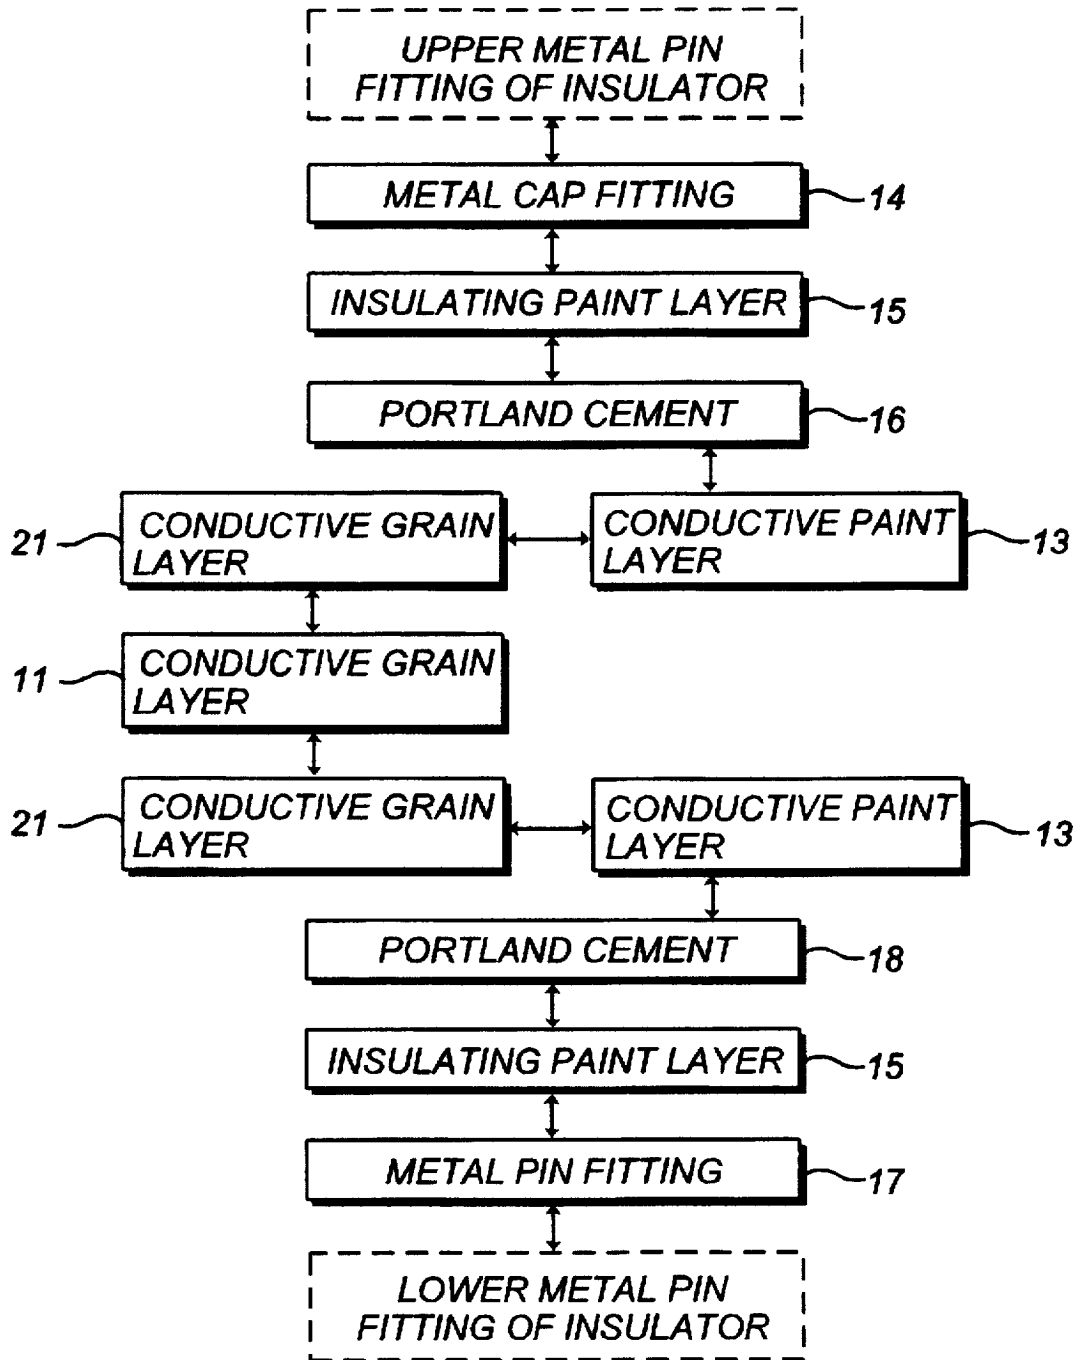 UPPER METAL PIN
FITTING OF INSULATOR
METAL CAP FITTING
14
INSULATING PAINT LAYER
15
PORTLAND CEMENT
16
21
CONDUCTIVE GRAIN
LAYER
CONDUCTIVE PAINT
LAYER
13
11
CONDUCTIVE GRAIN
LAYER
21
CONDUCTIVE GRAIN
LAYER
CONDUCTIVE PAINT
LAYER
13
PORTLAND CEMENT
18
INSULATING PAINT LAYER
15
METAL PIN FITTING
17
LOWER METAL PIN
FITTING OF INSULATOR